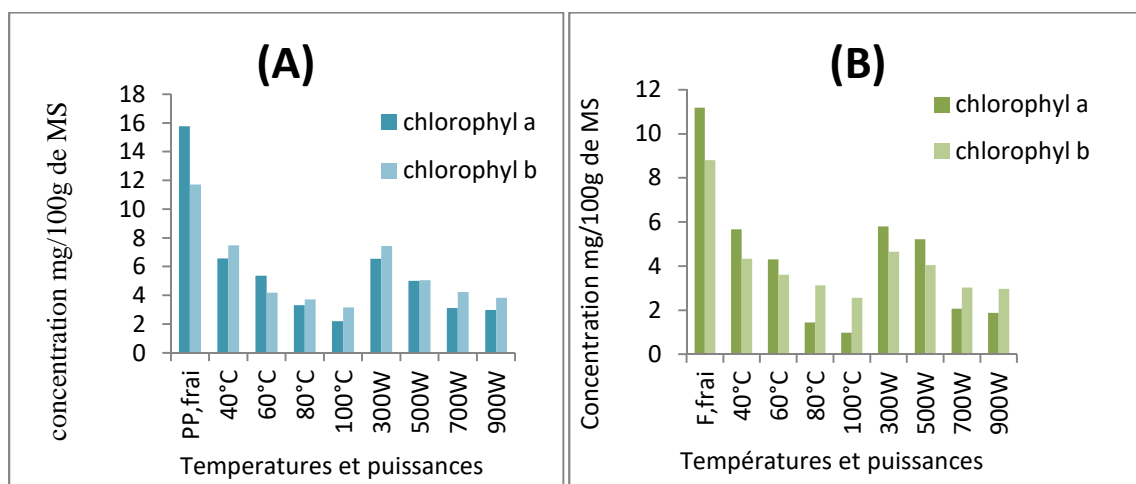 (A)
concentration mg/100g de MS
18
16
14
12
10
8
6
4
2
0
chlorophyl a
chlorophyl b
PP,frai
40°C
60°C
80°C
100°C
300W
500W
700W
900W
Temperatures et puissances
(B)
Concentration mg/100g de MS
12
10
8
6
4
2
0
chlorophyl a
chlorophyl b
F,frai
40°C
60°C
80°C
100°C
300W
500W
700W
900W
Températures et puissances